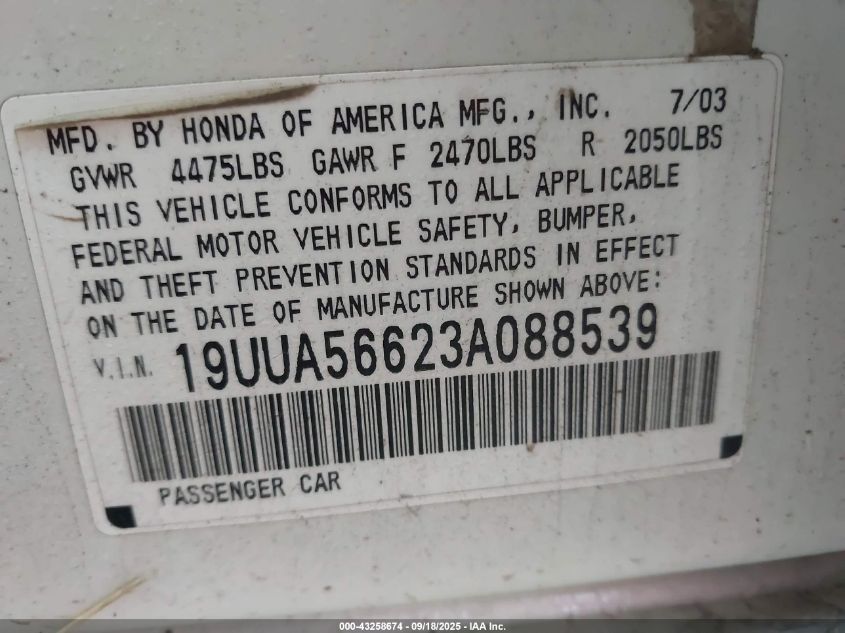 MFD. BY HONDA OF AMERICA MFG., INC. 7/03
GVWR 4475LBS GAWR F 2470LBS R 2050LBS
THIS VEHICLE CONFORMS TO ALL APPLICABLE
FEDERAL MOTOR VEHICLE SAFETY, BUMPER,
AND THEFT PREVENTION STANDARDS IN EFFECT
ON THE DATE OF MANUFACTURE SHOWN ABOVE:
V.I.N. 19UUA56623A088539
PASSENGER CAR
000-43258674 - 09/18/2025 - IAA Inc.